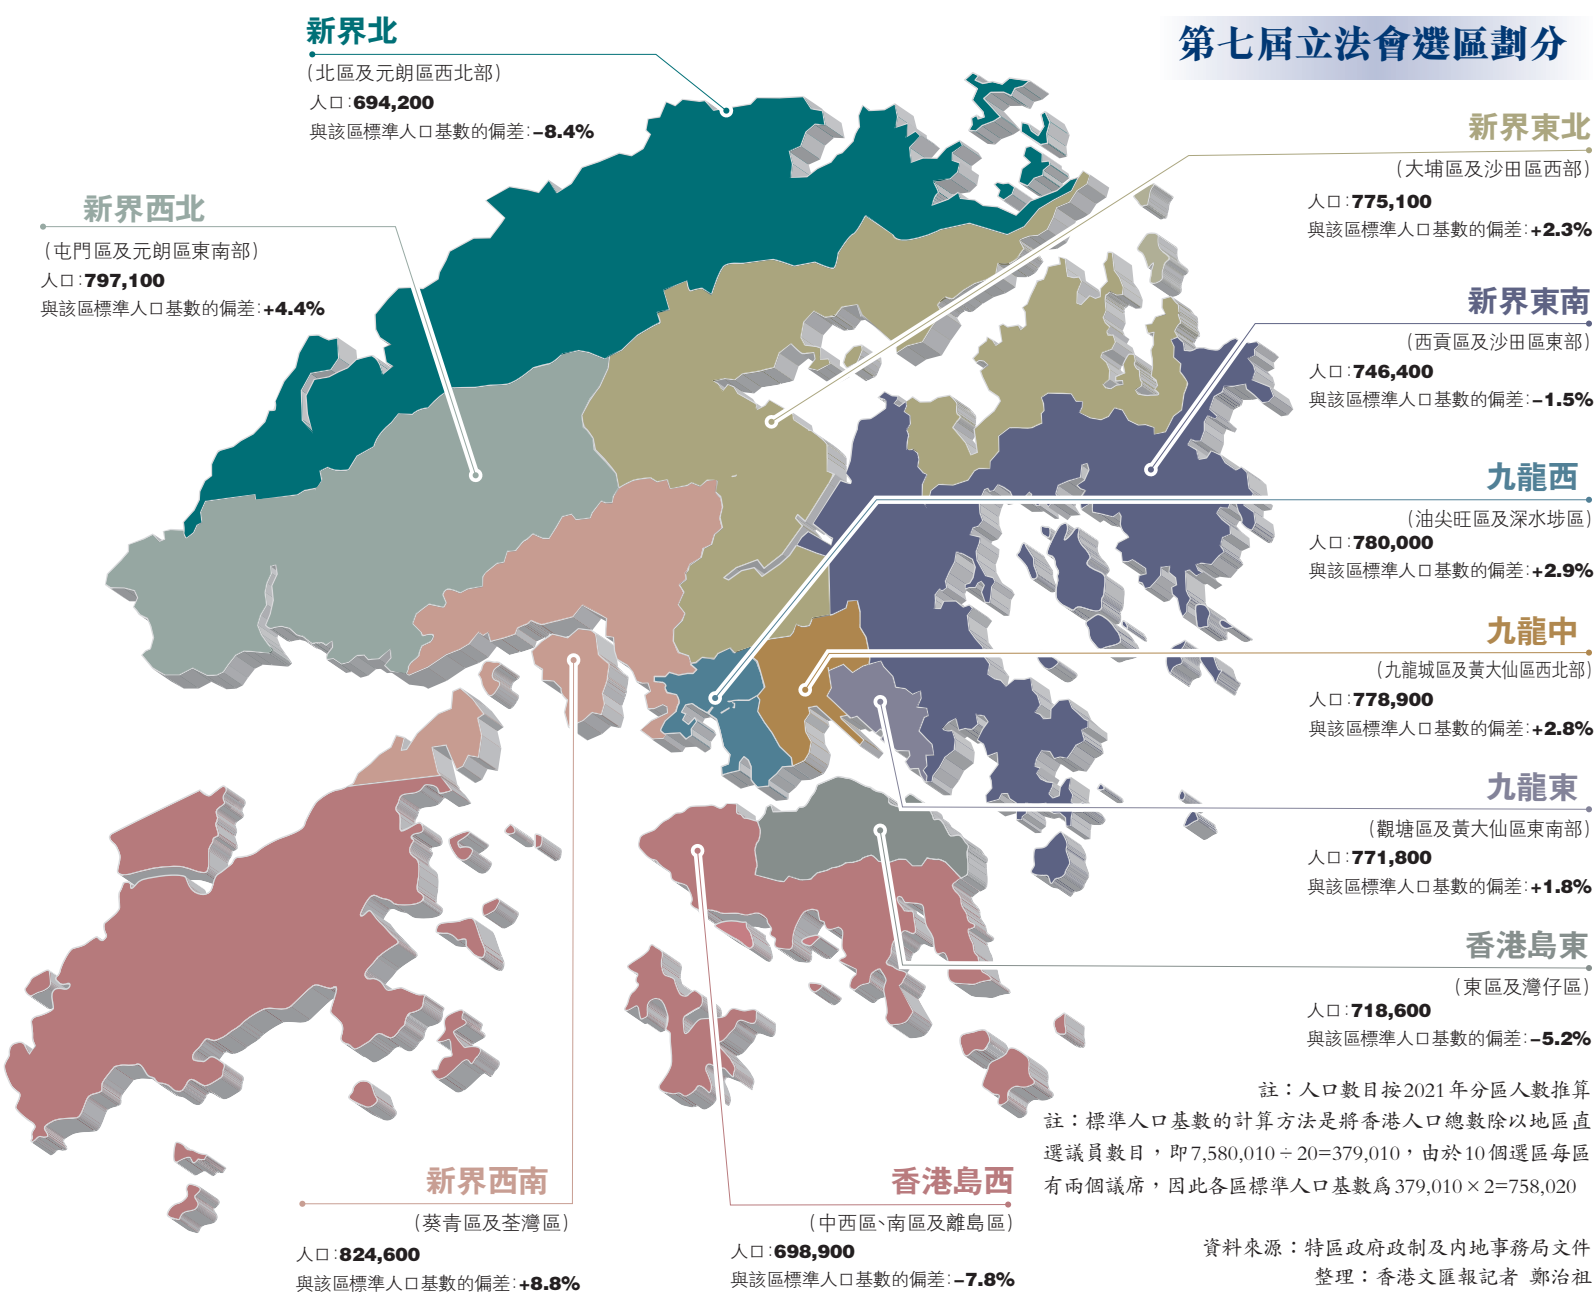 第七屆立法會選區劃分
新界北
(北區及元朗區西北部)
人口:694,200
與該區標準人口基數的偏差:–8.4%
新界西北
(屯門區及元朗區東南部)
人口:797,100
與該區標準人口基數的偏差:+4.4%
新界東北
(大埔區及沙田區西部)
人口:775,100
與該區標準人口基數的偏差:+2.3%
新界東南
(西貢區及沙田區東部)
人口:746,400
與該區標準人口基數的偏差:–1.5%
九龍西
(油尖旺區及深水埗區)
人口:780,000
與該區標準人口基數的偏差:+2.9%
九龍中
(九龍城區及黃大仙區西北部)
人口:778,900
與該區標準人口基數的偏差:+2.8%
九龍東
(觀塘區及黃大仙區東南部)
人口:771,800
與該區標準人口基數的偏差:+1.8%
香港島東
(東區及灣仔區)
人口:718,600
與該區標準人口基數的偏差:–5.2%
新界西南
(葵青區及荃灣區)
人口:824,600
與該區標準人口基數的偏差:+8.8%
香港島西
(中西區、南區及離島區)
人口:698,900
與該區標準人口基數的偏差:–7.8%
註：人口數目按2021年分區人數推算
註：標準人口基數的計算方法是將香港人口總數除以地區直
選議員數目，即7,580,010÷20=379,010，由於10個選區每區
有兩個議席，因此各區標準人口基數為379,010×2=758,020
資料來源：特區政府政制及內地事務局文件
整理：香港文匯報記者 鄭治祖